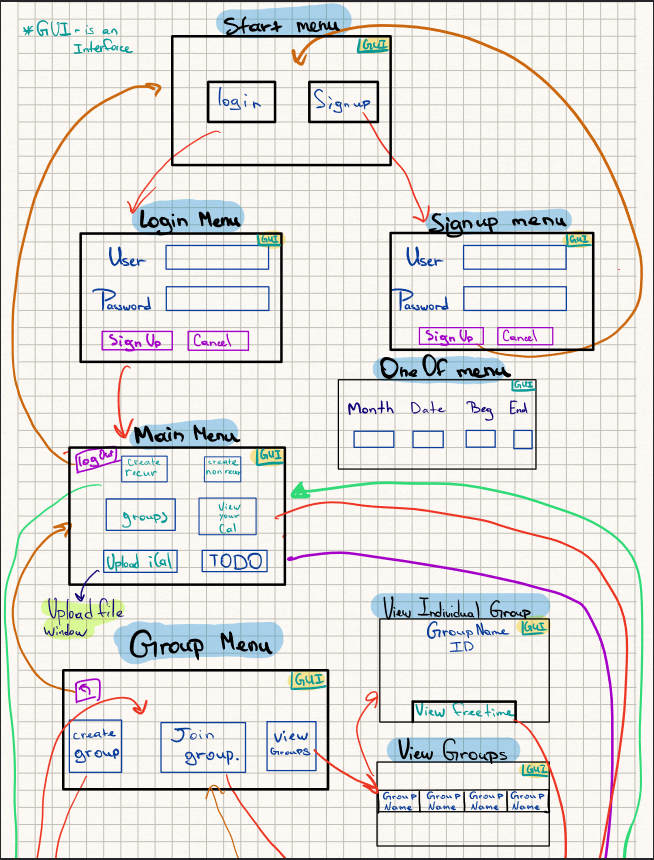 Start menu
*GUI - is an
Interface
GUI
login
Signup
Login Menu
GUI
User
Password
Sign Up
Cancel
Signup menu
GUI
User
Password
Sign Up
Cancel
One Of menu
GUI
Month Date Beg End
Main Menu
log out
GUI
create
recur
create
non recur
groups
View
your
Cal
Upload iCal
TODO
Upload file
window
Group Menu
GUI
create
group
Join
group.
View
Groups
View Individual Group
GUI
Group Name
ID
View freetime
View Groups
GUI
Group
Name
Group
Name
Group
Name
Group
Name